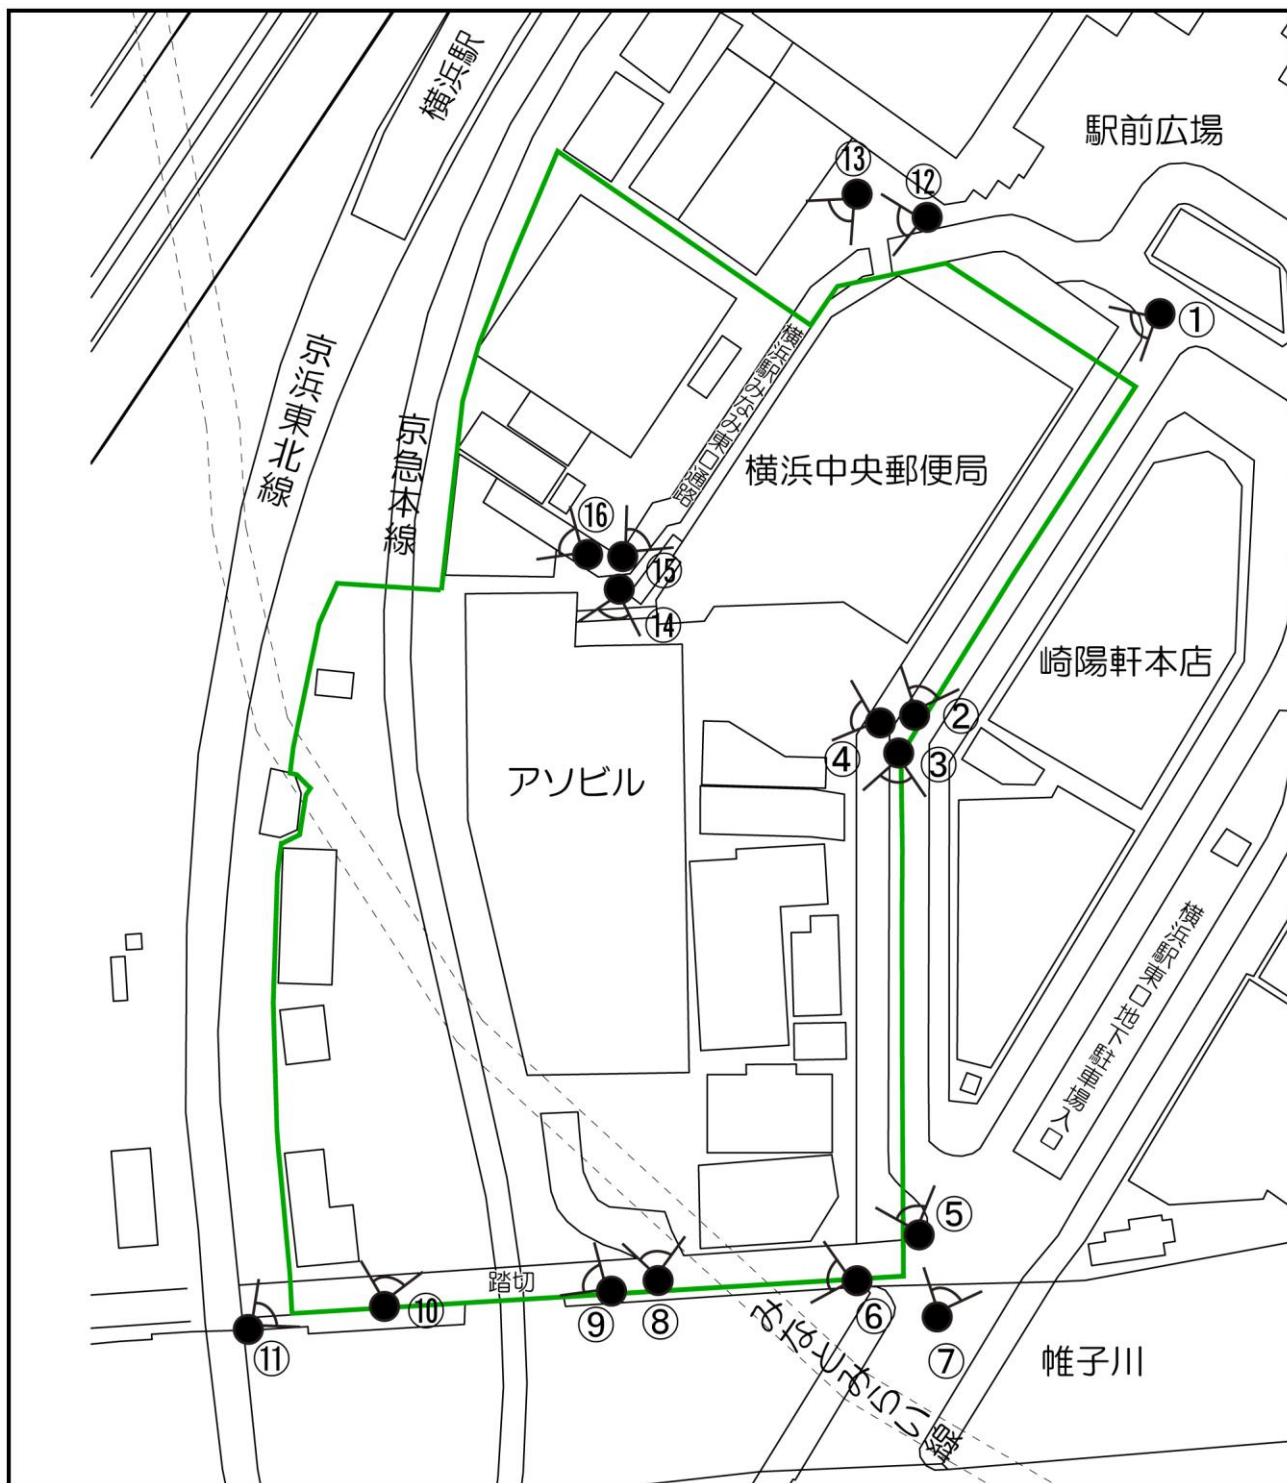 横浜駅
駅前広場
⑬
⑫
①
京浜東北線
京急本線
横浜駅みなみ東口通路
横浜中央郵便局
⑯
⑮
⑭
崎陽軒本店
②
④
③
アソビル
横浜駅東口地下駐車場入口
⑤
踏切
⑩
⑨
⑧
⑥
⑦
⑪
みなとみらい線
帷子川